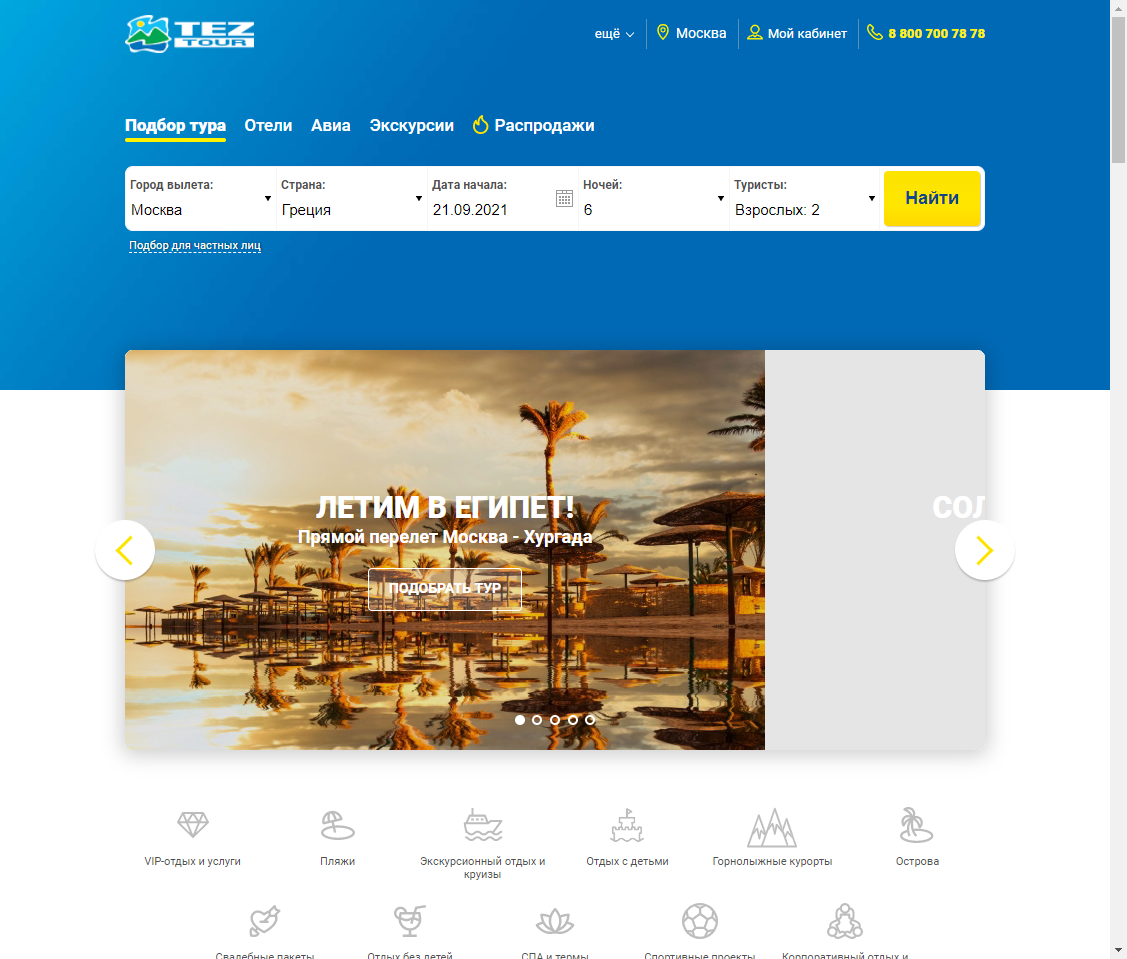 TEZ
TOUR
ещё
Москва
Мой кабинет
8 800 700 78 78
Подбор тура
Отели
Авиа
Экскурсии
Распродажи
Город вылета:
Москва
Страна:
Греция
Дата начала:
21.09.2021
Ночей:
6
Туристы:
Взрослых: 2
Найти
Подбор для частных лиц
ЛЕТИМ В ЕГИПЕТ!
Прямой перелет Москва - Хургада
ПОДОБРАТЬ ТУР
СОЛ
VIP-отдых и услуги
Пляжи
Экскурсионный отдых и
круизы
Отдых с детьми
Горнолыжные курорты
Острова
Свадебные пакеты
Отдых без детей
СПА и термы
Спортивные проекты
Корпоративный отдых и